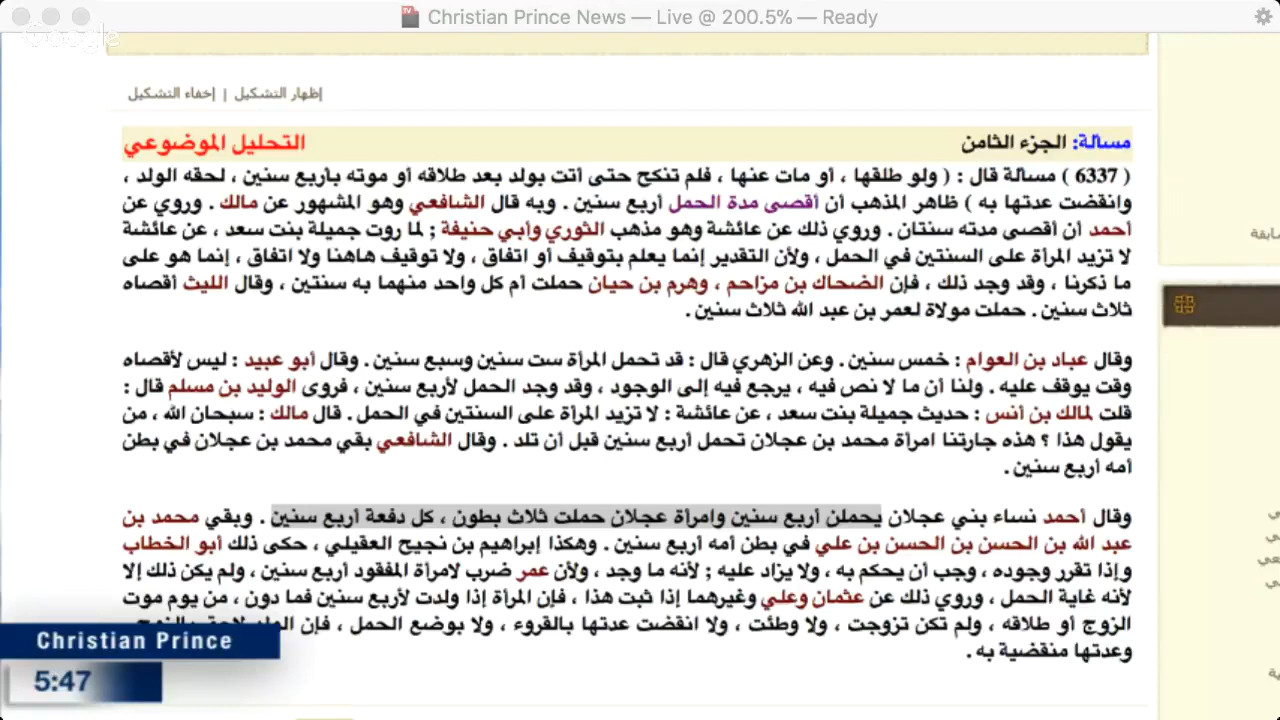 Christian Prince News — Live @ 200.5% — Ready
Google
إظهار التشكيل | إخفاء التشكيل
مسألة: الجزء الثامن التحليل الموضوعي
( 6337 ) مسألة قال : ( ولو طلقها ، أو مات عنها ، فلم تنكح حتى أتت بولد بعد طلاقه أو موته بأربع سنين ، لحقه الولد ،
وانقضت عدتها به ) ظاهر المذهب أن أقصى مدة الحمل أربع سنين . وبه قال الشافعي وهو المشهور عن مالك . وروي عن
أحمد أن أقصى مدته سنتان . وروي ذلك عن عائشة وهو مذهب الثوري وأبي حنيفة ; لما روت جميلة بنت سعد ، عن عائشة
لا تزيد المرأة على السنتين في الحمل ، ولأن التقدير إنما يعلم بتوقيف أو اتفاق ، ولا توقيف هاهنا ولا اتفاق ، إنما هو على
ما ذكرنا ، وقد وجد ذلك ، فإن الضحاك بن مزاحم ، وهرم بن حيان حملت أم كل واحد منهما به سنتين ، وقال الليث أقصاه
ثلاث سنين . حملت مولاة لعمر بن عبد الله ثلاث سنين .
وقال عباد بن العوام : خمس سنين . وعن الزهري قال : قد تحمل المرأة ست سنين وسبع سنين . وقال أبو عبيد : ليس لأقصاه
وقت يوقف عليه . ولنا أن ما لا نص فيه ، يرجع فيه إلى الوجود ، وقد وجد الحمل لأربع سنين ، فروى الوليد بن مسلم قال :
قلت لمالك بن أنس : حديث جميلة بنت سعد ، عن عائشة : لا تزيد المرأة على السنتين في الحمل . قال مالك : سبحان الله ، من
يقول هذا ؟ هذه جارتنا امرأة محمد بن عجلان تحمل أربع سنين قبل أن تلد . وقال الشافعي بقي محمد بن عجلان في بطن
أمه أربع سنين .
وقال أحمد نساء بني عجلان يحملن أربع سنين وامرأة عجلان حملت ثلاث بطون ، كل دفعة أربع سنين . وبقي محمد بن
عبد الله بن الحسن بن الحسن بن علي في بطن أمه أربع سنين . وهكذا إبراهيم بن نجيح العقيلي ، حكى ذلك أبو الخطاب
وإذا تقرر وجوده ، وجب أن يحكم به ، ولا يزاد عليه ; لأنه ما وجد ، ولأن عمر ضرب لامرأة المفقود أربع سنين ، ولم يكن ذلك إلا
لأنه غاية الحمل ، وروي ذلك عن عثمان وعلي وغيرهما إذا ثبت هذا ، فإن المرأة إذا ولدت لأربع سنين فما دون ، من يوم موت
الزوج أو طلاقه ، ولم تكن تزوجت ، ولا وطئت ، ولا انقضت عدتها بالقروء ، ولا بوضع الحمل ، فإن
وعدتها منقضية به .
Christian Prince
5:47